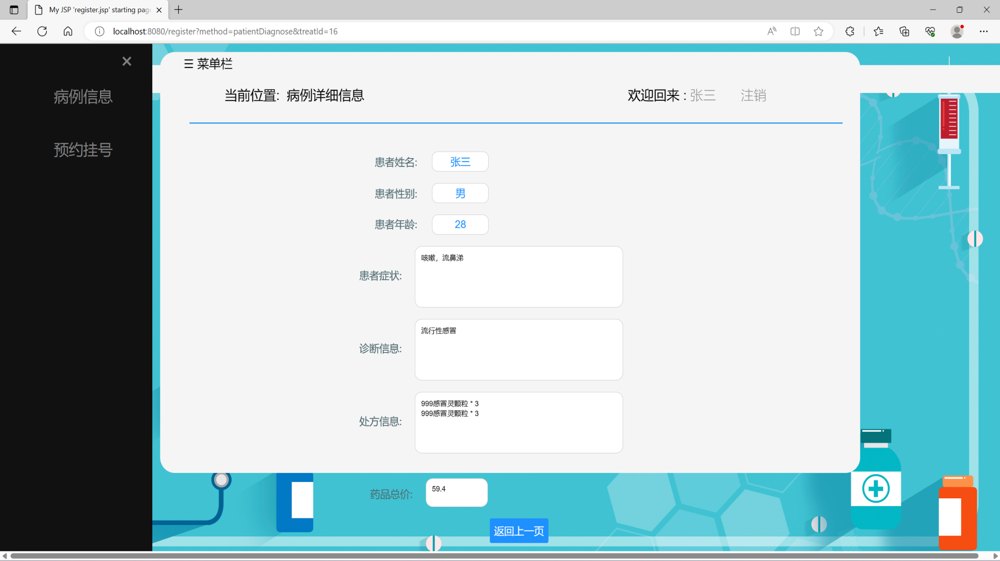 My JSP 'register.jsp' starting pag
localhost:8080/register?method=patientDiagnose&treatId=16
病例信息
预约挂号
☰ 菜单栏
当前位置: 病例详细信息
欢迎回来 : 张三 注销
患者姓名: 张三
患者性别: 男
患者年龄: 28
患者症状: 咳嗽，流鼻涕
诊断信息: 流行性感冒
处方信息: 999感冒灵颗粒 * 3
999感冒灵颗粒 * 3
药品总价: 59.4
返回上一页